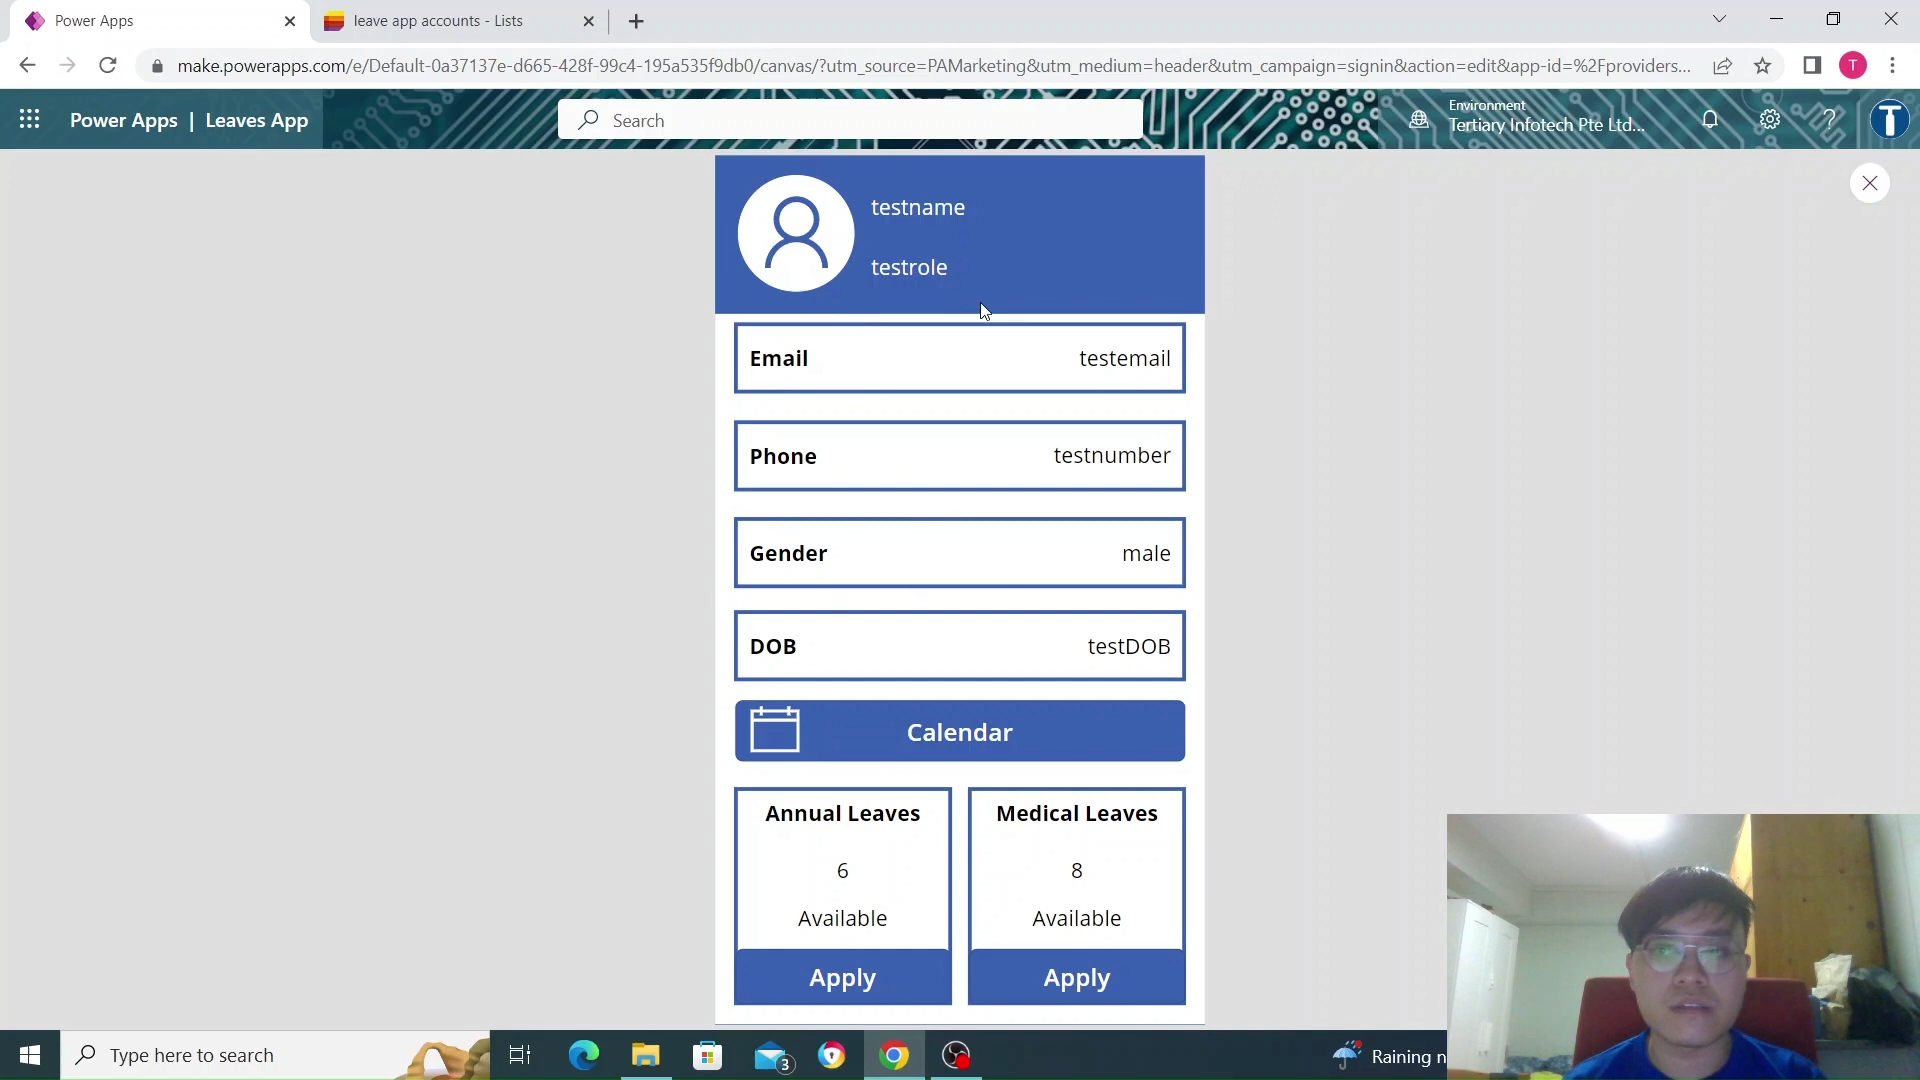 Power Apps
leave app accounts - Lists
make.powerapps.com/e/Default-0a37137e-d665-428f-99c4-195a535f9db0/canvas/?utm_source=PAMarketing&utm_medium=header&utm_campaign=signin&action=edit&app-id=%2Fproviders...
T
Power Apps | Leaves App
Search
Environment
Tertiary Infotech Pte Ltd...
T
testname
testrole
Email
testemail
Phone
testnumber
Gender
male
DOB
testDOB
Calendar
Annual Leaves
6
Available
Apply
Medical Leaves
8
Available
Apply
Type here to search
3
Raining n